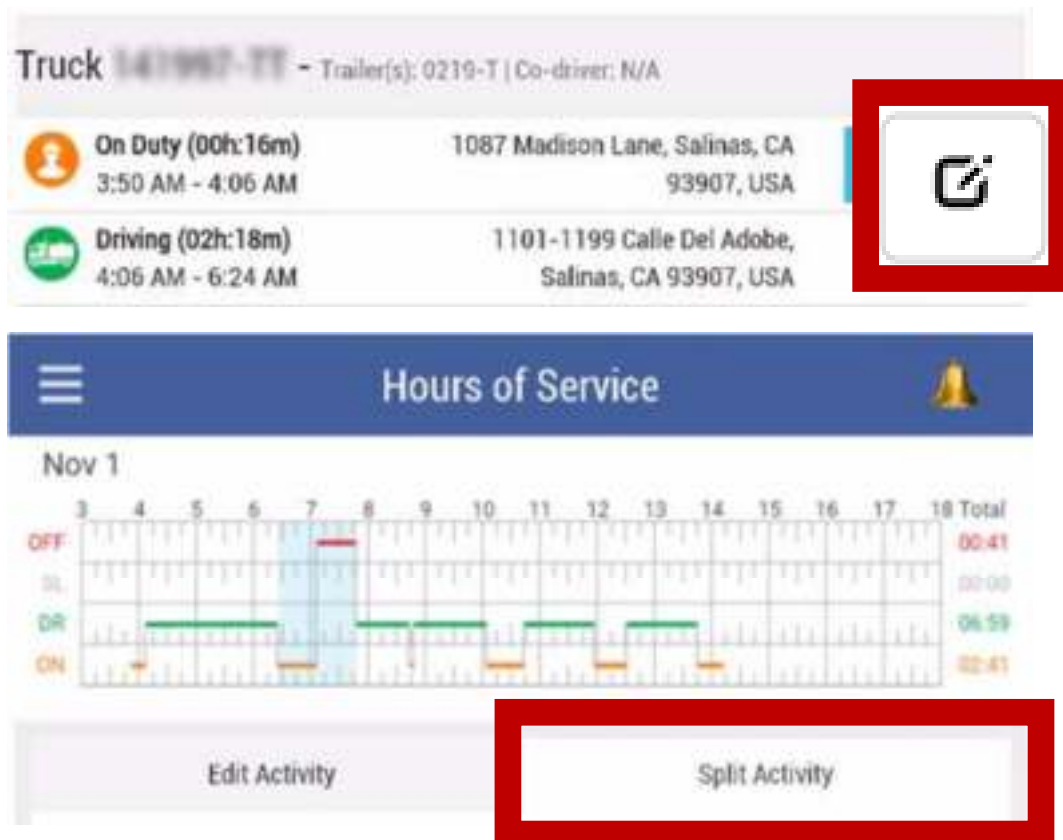 Truck - Trailer(s): 0219-T | Co-driver: N/A
On Duty (00h:16m) 1087 Madison Lane, Salinas, CA
3:50 AM - 4:06 AM 93907, USA
Driving (02h:18m) 1101-1199 Calle Del Adobe,
4:06 AM - 6:24 AM Salinas, CA 93907, USA
Hours of Service
Nov 1
3 4 5 6 7 8 9 10 11 12 13 14 15 16 17 18 Total
OFF 00:41
SL 00:00
DR 06:59
ON 02:41
Edit Activity Split Activity